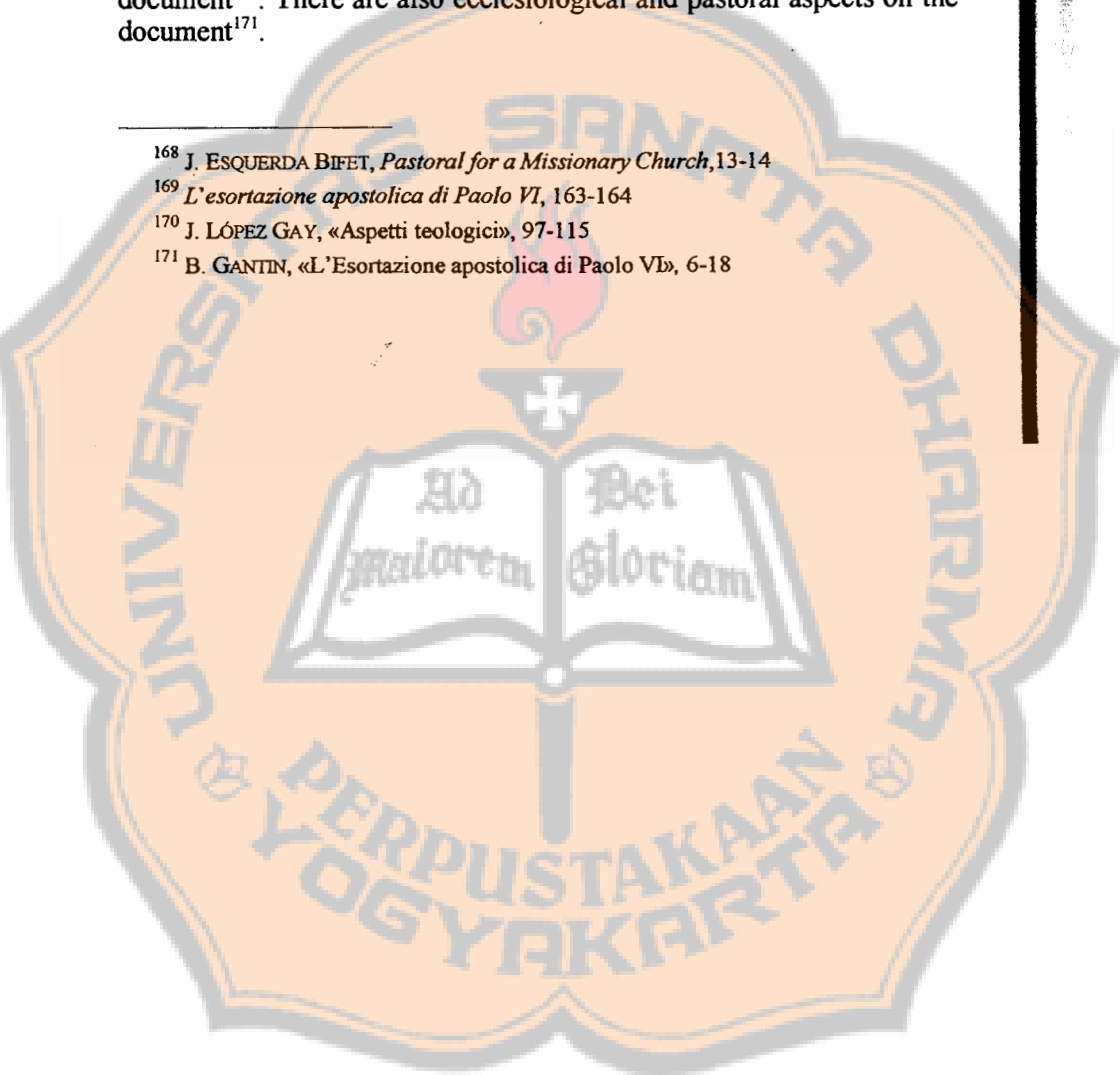 document . There are also ecclesiological and pastoral aspects on the
document¹⁷¹.
¹⁶⁸ J. ESQUERDA BIFET, Pastoral for a Missionary Church,13-14
¹⁶⁹ L'esortazione apostolica di Paolo VI, 163-164
¹⁷⁰ J. LÓPEZ GAY, «Aspetti teologici», 97-115
¹⁷¹ B. GANTIN, «L'Esortazione apostolica di Paolo VI», 6-18
UNIVERSITAS SANATA DHARMA
Ad Dei
maiorem Gloriam
PERPUSTAKAAN
YOGYAKARTA